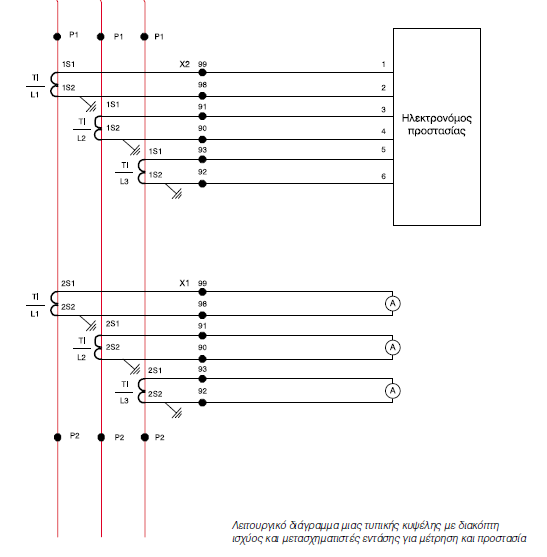 P1 P1 P1
1S1 X2 99 1
TI
L1
1S2 98 2
1S1 91 3
TI
L2
1S2 90 4
Ηλεκτρονόμος
προστασίας
1S1 93 5
TI
L3
1S2 92 6
2S1 X1 99
TI
L1
2S2 98 A
2S1 91
TI
L2
2S2 90 A
2S1 93
TI
L3
2S2 92 A
P2 P2 P2
Λειτουργικό διάγραμμα μιας τυπικής κυψέλης με διακόπτη
ισχύος και μετασχηματιστές εντάσης για μέτρηση και προστασία